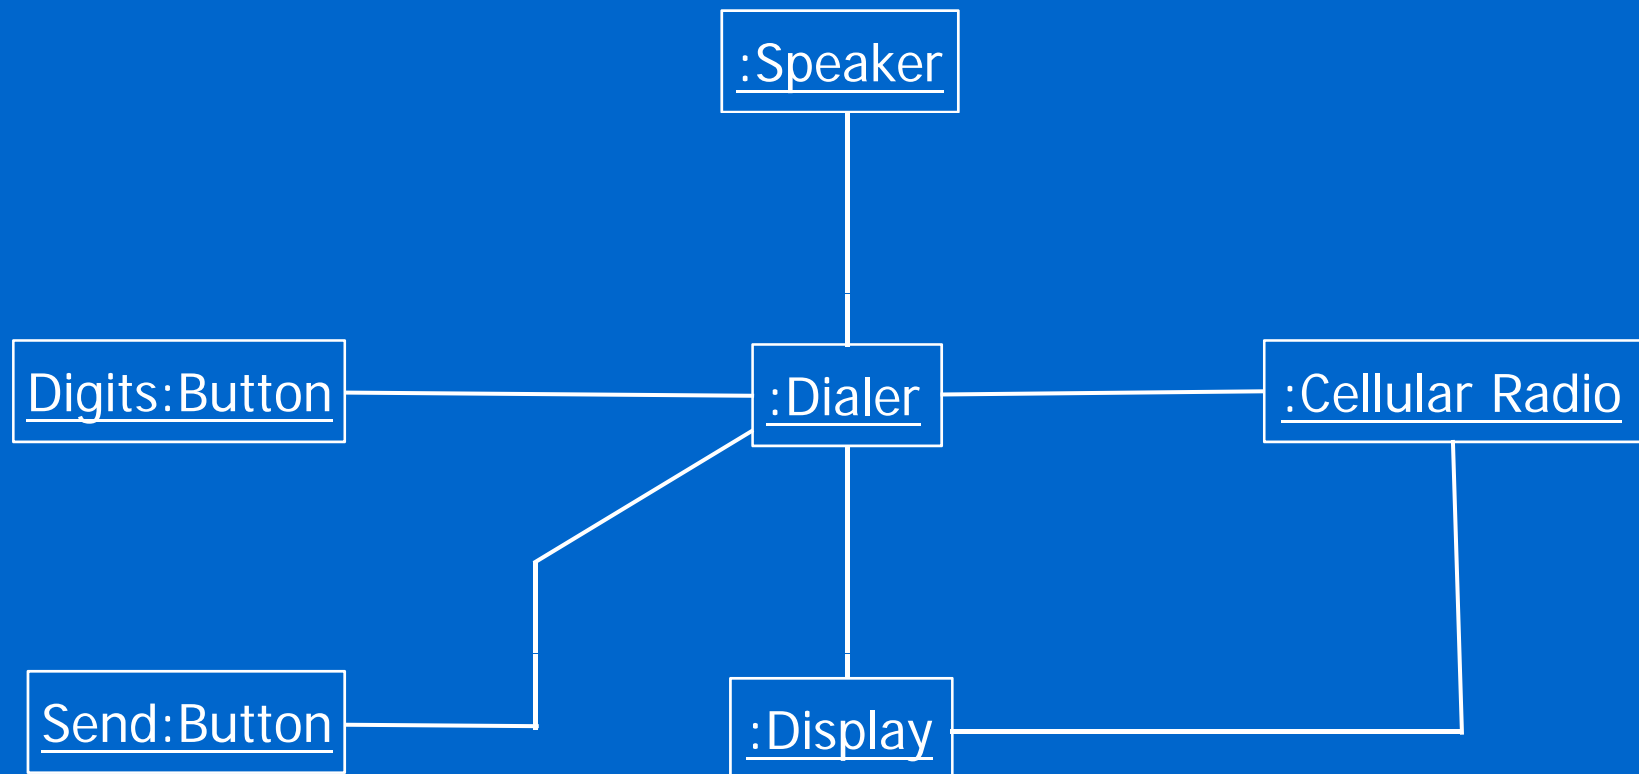 :Speaker
Digits:Button
:Dialer
:Cellular Radio
Send:Button
:Display